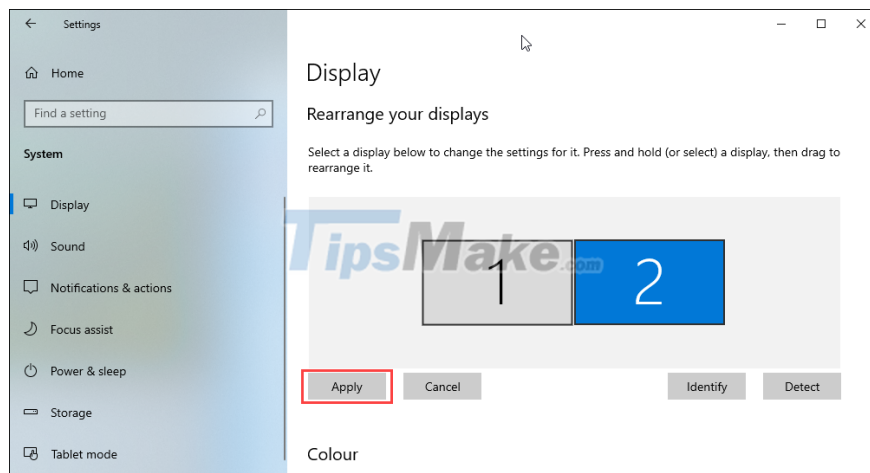 Settings
Home
Find a setting
System
Display
Sound
Notifications & actions
Focus assist
Power & sleep
Storage
Tablet mode
Display
Rearrange your displays
Select a display below to change the settings for it. Press and hold (or select) a display, then drag to
rearrange it.
TipsMake.com
1 2
Apply Cancel Identify Detect
Colour